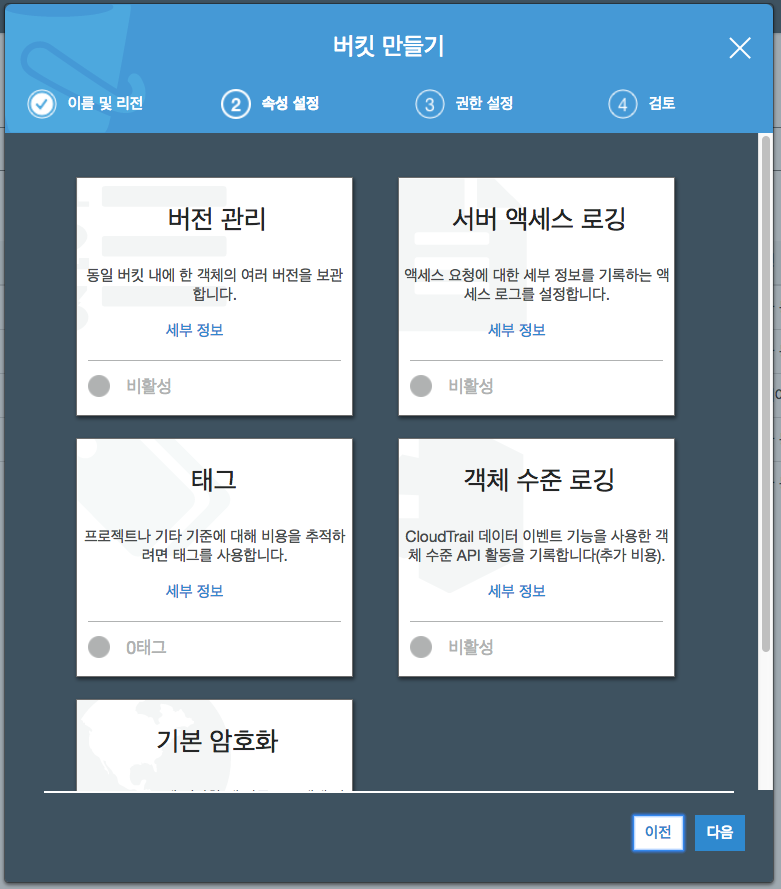 버킷 만들기
이름 및 리전
2 속성 설정
3 권한 설정
4 검토
버전 관리
동일 버킷 내에 한 객체의 여러 버전을 보관
합니다.
세부 정보
비활성
서버 액세스 로깅
액세스 요청에 대한 세부 정보를 기록하는 액
세스 로그를 설정합니다.
세부 정보
비활성
태그
프로젝트나 기타 기준에 대해 비용을 추적하
려면 태그를 사용합니다.
세부 정보
0태그
객체 수준 로깅
CloudTrail 데이터 이벤트 기능을 사용한 객
체 수준 API 활동을 기록합니다(추가 비용).
세부 정보
비활성
기본 암호화
이전
다음